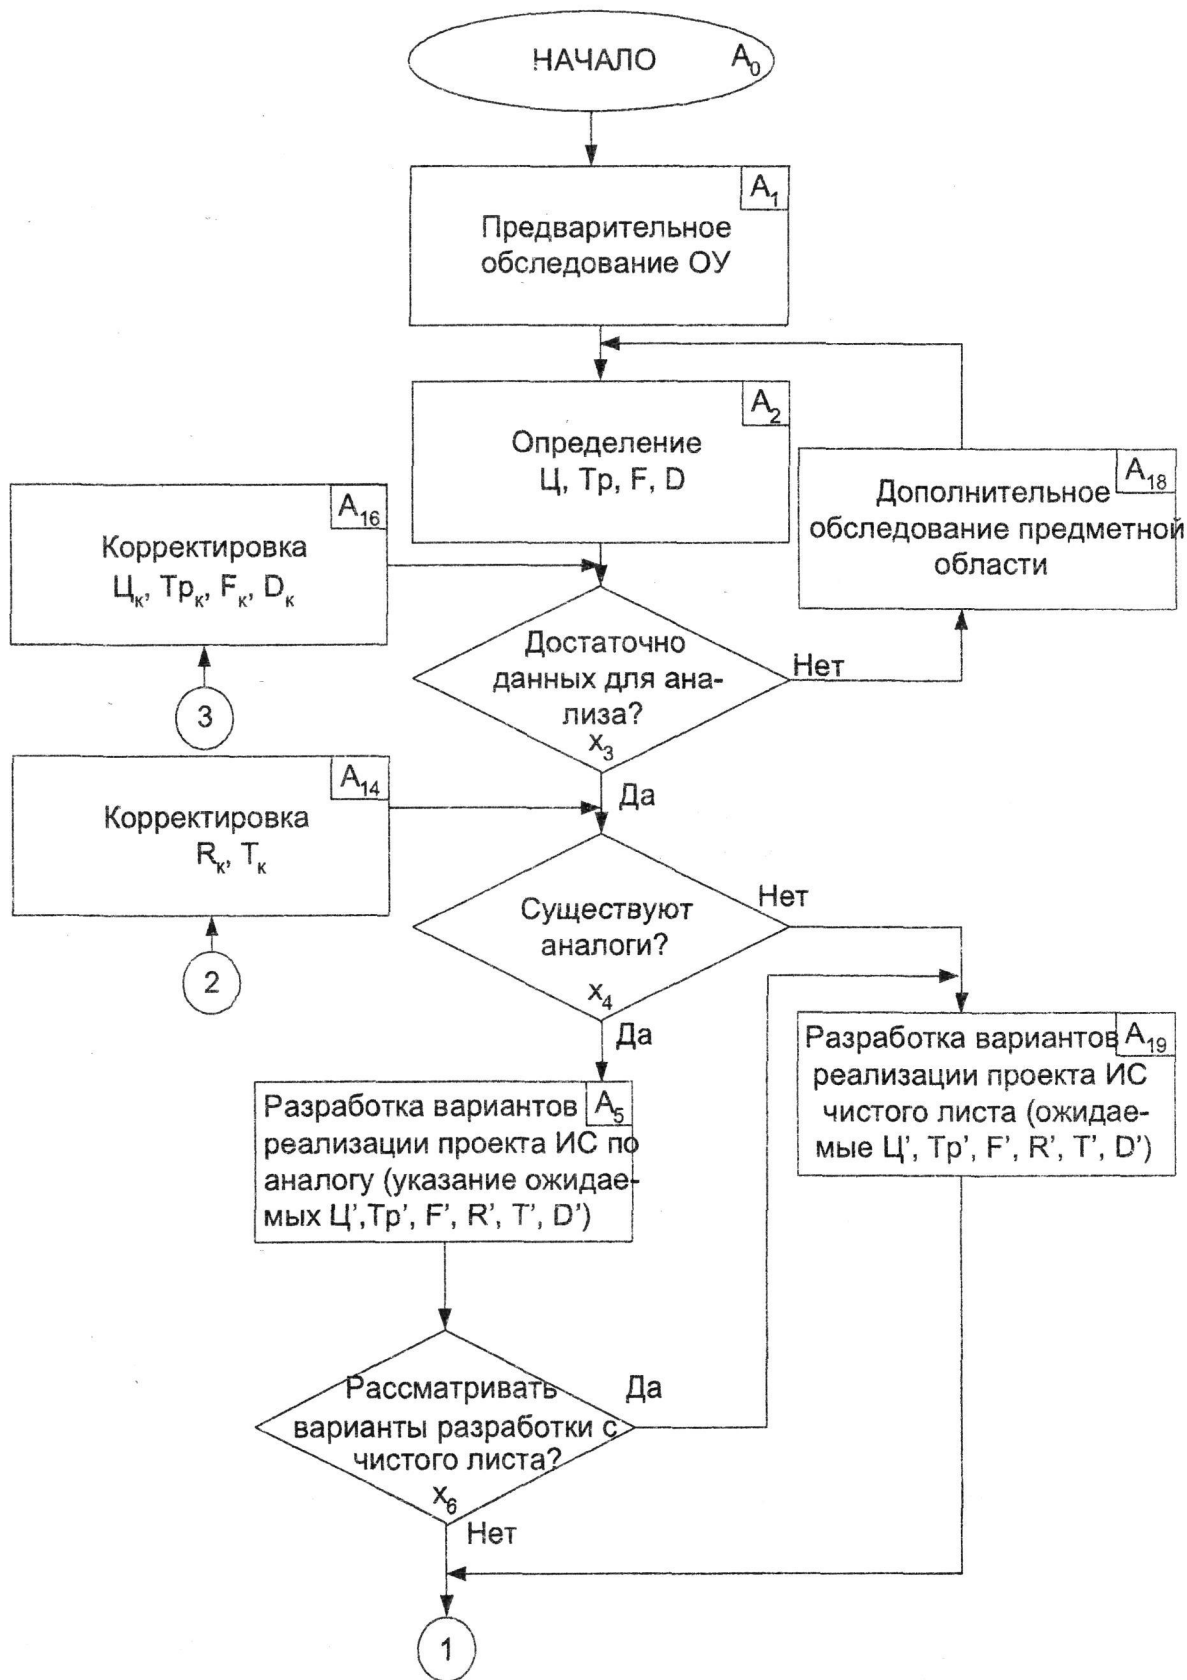 НАЧАЛО A₀
A₁
Предварительное
обследование ОУ
A₂
Определение
Ц, Тр, F, D
A₁₈
Дополнительное
обследование предметной
области
A₁₆
Корректировка
Цк, Трк, Fк, Dк
3
Достаточно
данных для ана-
лиза?
x₃
Нет
Да
A₁₄
Корректировка
Rк, Tк
2
Существуют
аналоги?
x₄
Нет
Да
Разработка вариантов A₁₉
реализации проекта ИС
чистого листа (ожидае-
мые Ц’, Тр’, F’, R’, T’, D’)
Разработка вариантов A₅
реализации проекта ИС по
аналогу (указание ожидае-
мых Ц’,Тр’, F’, R’, T’, D’)
Рассматривать
варианты разработки с
чистого листа?
x₆
Да
Нет
1